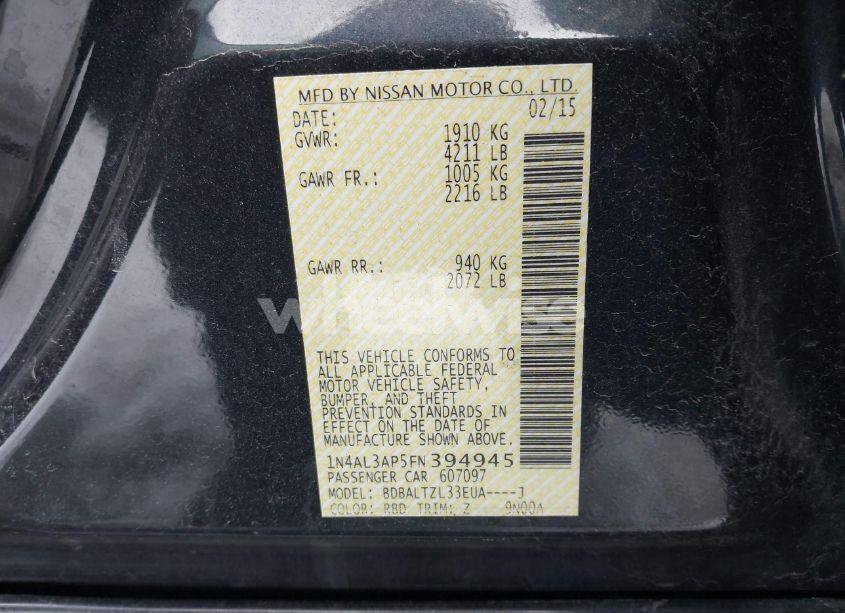 MFD BY NISSAN MOTOR CO., LTD.
DATE: 02/15
GVWR: 1910 KG
4211 LB
GAWR FR.: 1005 KG
2216 LB
GAWR RR.: 940 KG
2072 LB
wheelwise
THIS VEHICLE CONFORMS TO
ALL APPLICABLE FEDERAL
MOTOR VEHICLE SAFETY,
BUMPER, AND THEFT
PREVENTION STANDARDS IN
EFFECT ON THE DATE OF
MANUFACTURE SHOWN ABOVE.
1N4AL3AP5FN394945
PASSENGER CAR 607097
MODEL: BDBALTZL33EUA----J
COLOR: RBD TRIM: Z 9N00A